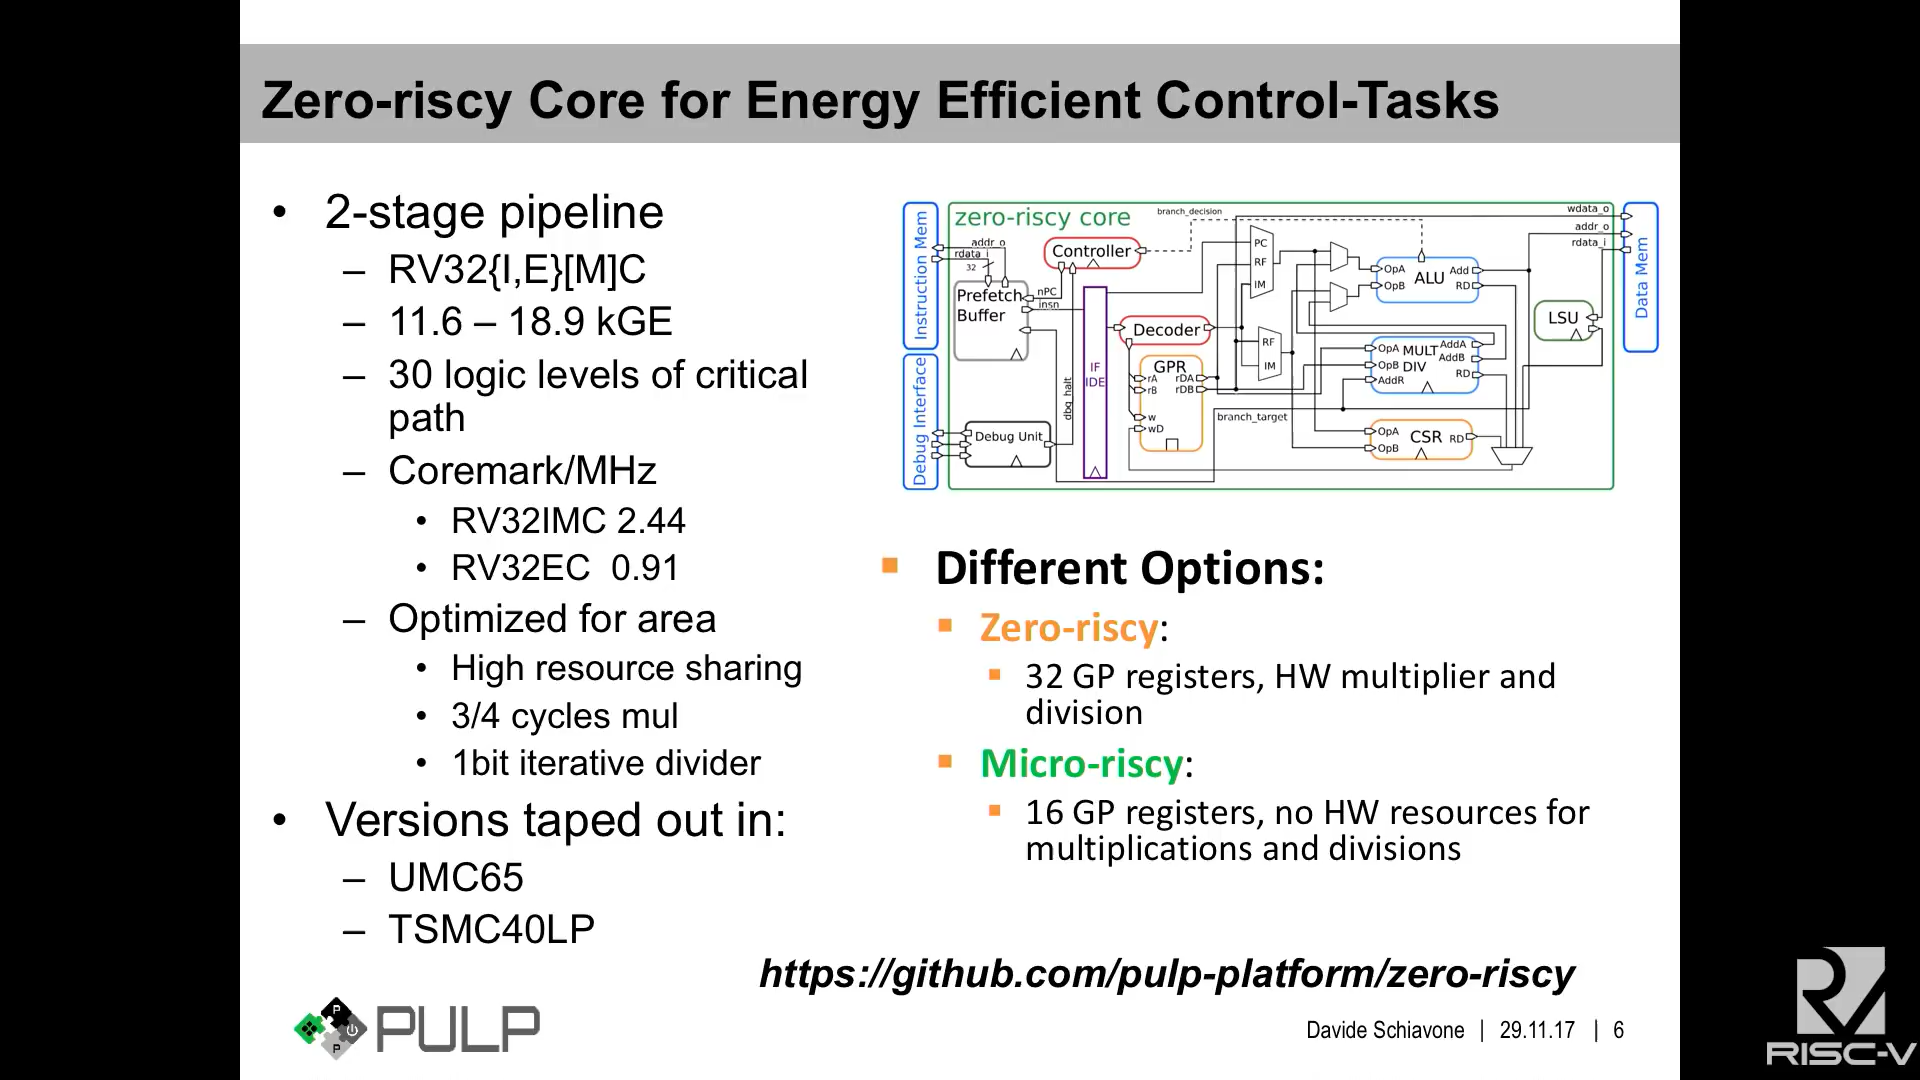 Zero-riscy Core for Energy Efficient Control-Tasks
• 2-stage pipeline
– RV32{I,E}[M]C
– 11.6 – 18.9 kGE
– 30 logic levels of critical
path
– Coremark/MHz
• RV32IMC 2.44
• RV32EC 0.91
– Optimized for area
• High resource sharing
• 3/4 cycles mul
• 1bit iterative divider
• Versions taped out in:
– UMC65
– TSMC40LP
Instruction Mem
Debug Interface
zero-riscy core
branch_decision
wdata_o
addr_o
rdata_i
Data Mem
addr_o
rdata_i
32
Controller
Prefetch
Buffer
nPC
insn
IF
IDE
dbg_halt
Debug Unit
Decoder
GPR
rA
rB
rDA
rDB
w
wD
PC
RF
IM
RF
IM
branch_target
OpA
OpB
ALU
Add
RD
OpA
OpB
AddR
MULT
DIV
AddA
AddB
RD
OpA
OpB
CSR
RD
LSU
Different Options:
Zero-riscy:
32 GP registers, HW multiplier and
division
Micro-riscy:
16 GP registers, no HW resources for
multiplications and divisions
https://github.com/pulp-platform/zero-riscy
P
P
PULP
Davide Schiavone | 29.11.17 | 6
RISC-V